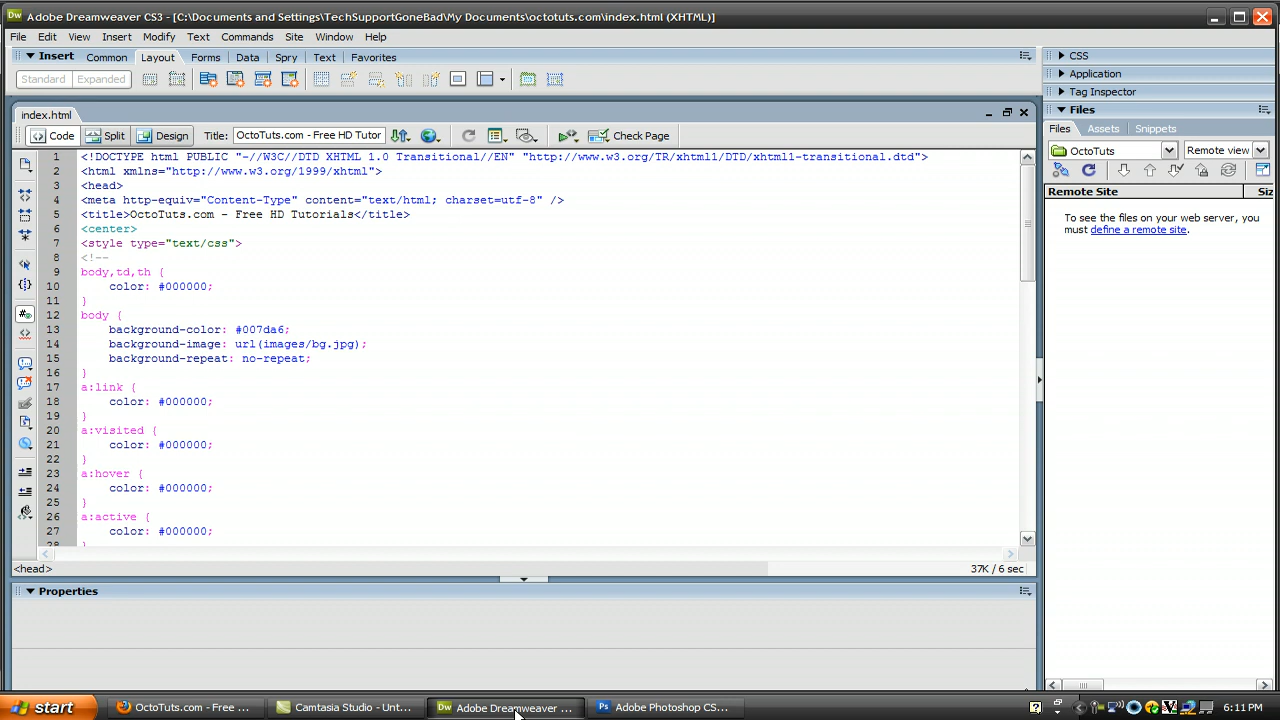 Adobe Dreamweaver CS3 - [C:\Documents and Settings\TechSupportGoneBad\My Documents\octotuts.com\index.html (XHTML)]
File Edit View Insert Modify Text Commands Site Window Help
Insert Common Layout Forms Data Spry Text Favorites
Standard Expanded
index.html
Code Split Design Title: OctoTuts.com - Free HD Tutor Check Page
1 <!DOCTYPE html PUBLIC "-//W3C//DTD XHTML 1.0 Transitional//EN" "http://www.w3.org/TR/xhtml1/DTD/xhtml1-transitional.dtd">
2 <html xmlns="http://www.w3.org/1999/xhtml">
3 <head>
4 <meta http-equiv="Content-Type" content="text/html; charset=utf-8" />
5 <title>OctoTuts.com - Free HD Tutorials</title>
6 <center>
7 <style type="text/css">
8 <!--
9 body,td,th {
10 color: #000000;
11 }
12 body {
13 background-color: #007da6;
14 background-image: url(images/bg.jpg);
15 background-repeat: no-repeat;
16 }
17 a:link {
18 color: #000000;
19 }
20 a:visited {
21 color: #000000;
22 }
23 a:hover {
24 color: #000000;
25 }
26 a:active {
27 color: #000000;
28 }
<head>
37K / 6 sec
Properties
CSS
Application
Tag Inspector
Files
Files Assets Snippets
OctoTuts Remote view
Remote Site Siz
To see the files on your web server, you
must define a remote site.
start OctoTuts.com - Free ... Camtasia Studio - Unt... Adobe Dreamweaver ... Adobe Photoshop CS... 6:11 PM